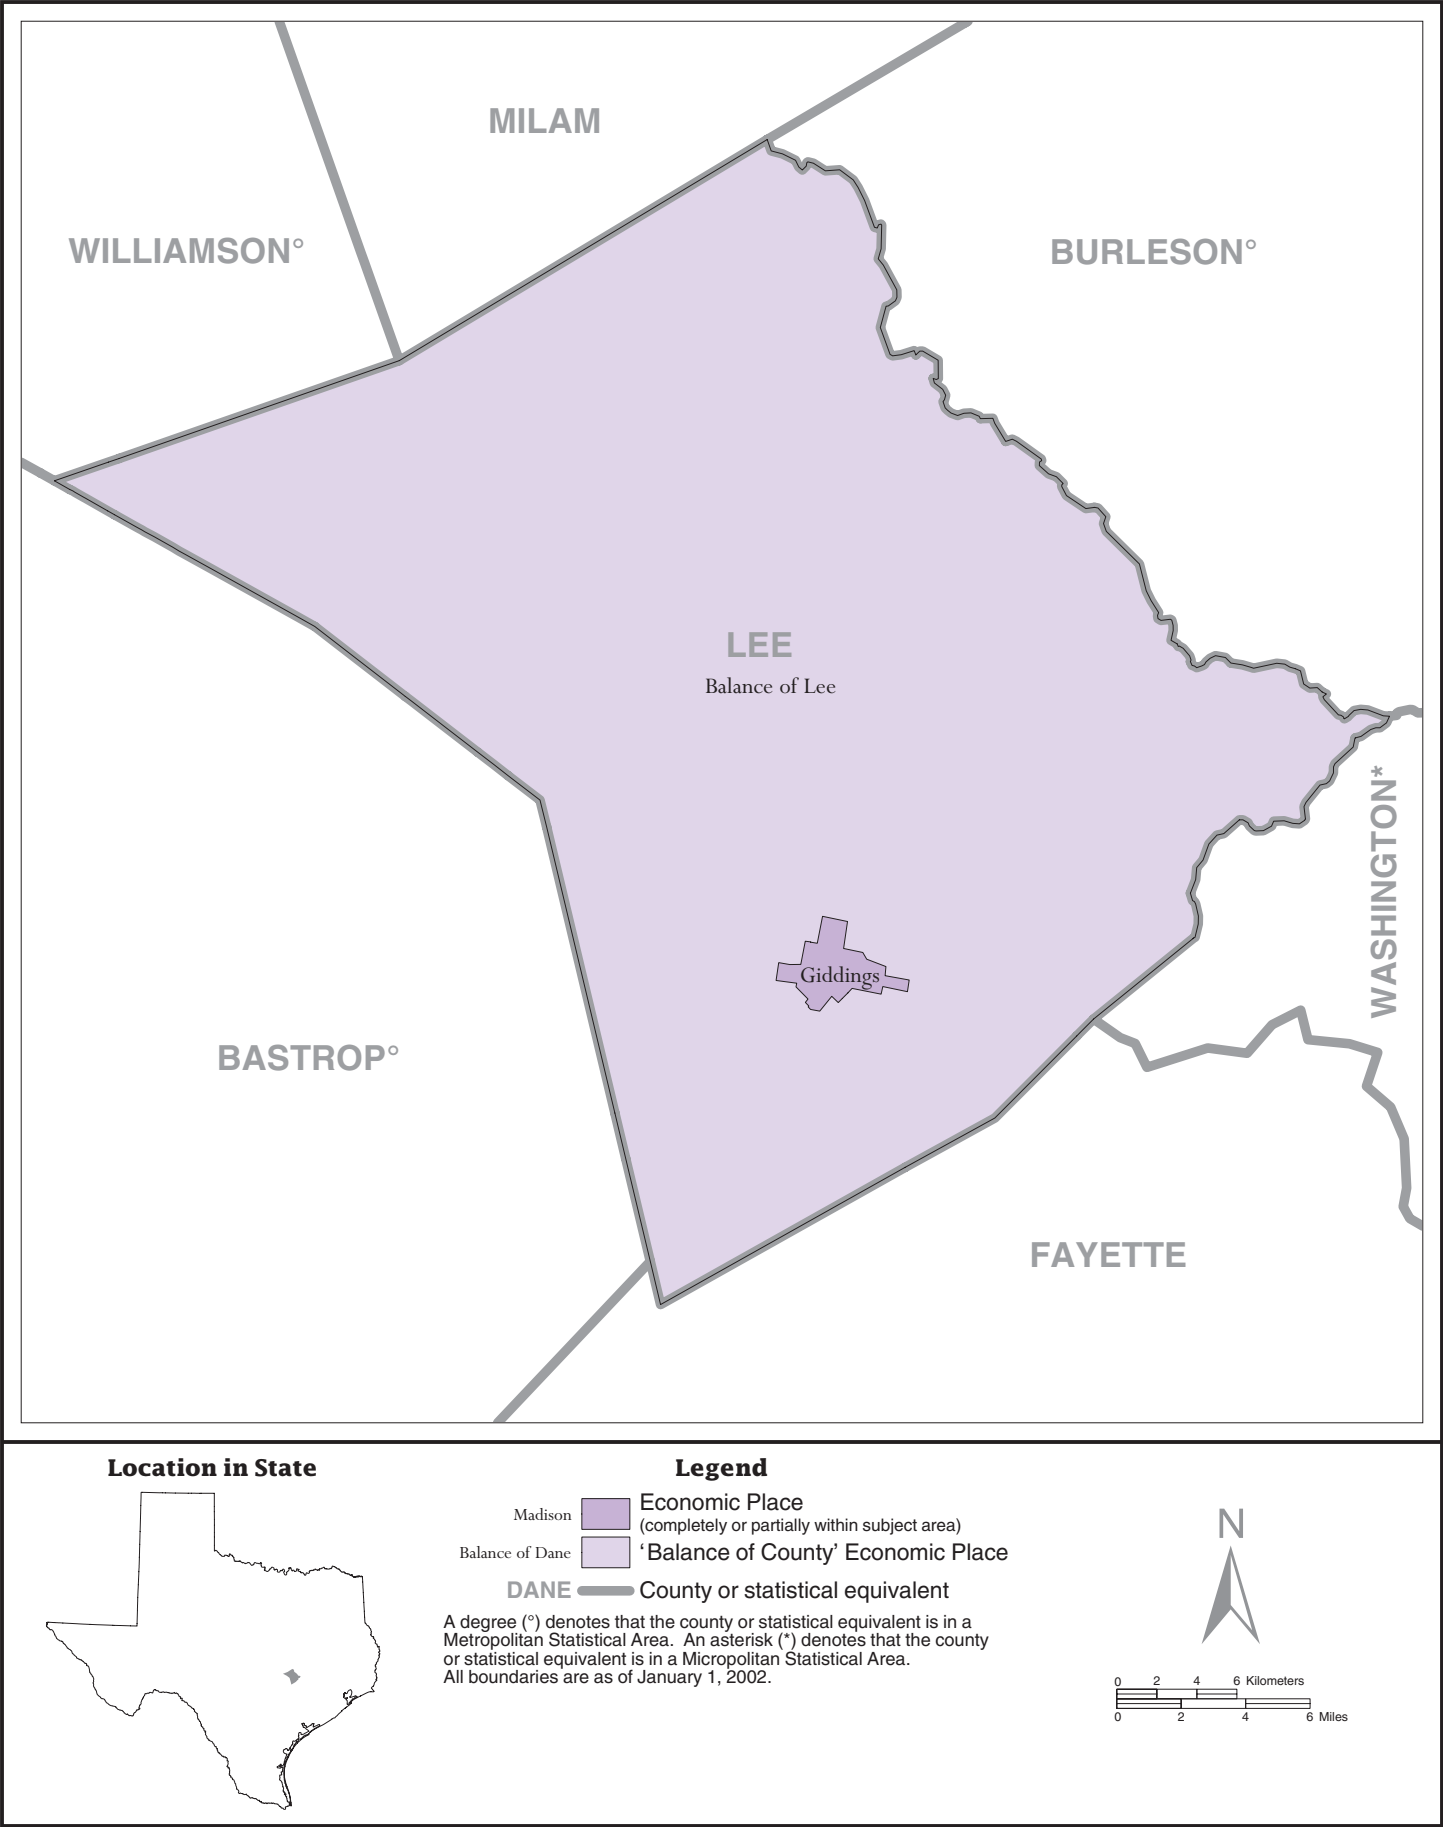 MILAM
WILLIAMSON°
BURLESON°
LEE
Balance of Lee
WASHINGTON*
Giddings
BASTROP°
FAYETTE
Location in State
Legend
Madison
Economic Place
(completely or partially within subject area)
Balance of Dane
‘Balance of County’ Economic Place
DANE
County or statistical equivalent
A degree (°) denotes that the county or statistical equivalent is in a
Metropolitan Statistical Area.  An asterisk (*) denotes that the county
or statistical equivalent is in a Micropolitan Statistical Area.
All boundaries are as of January 1, 2002.
N
0 2 4 6 Kilometers
0 2 4 6 Miles